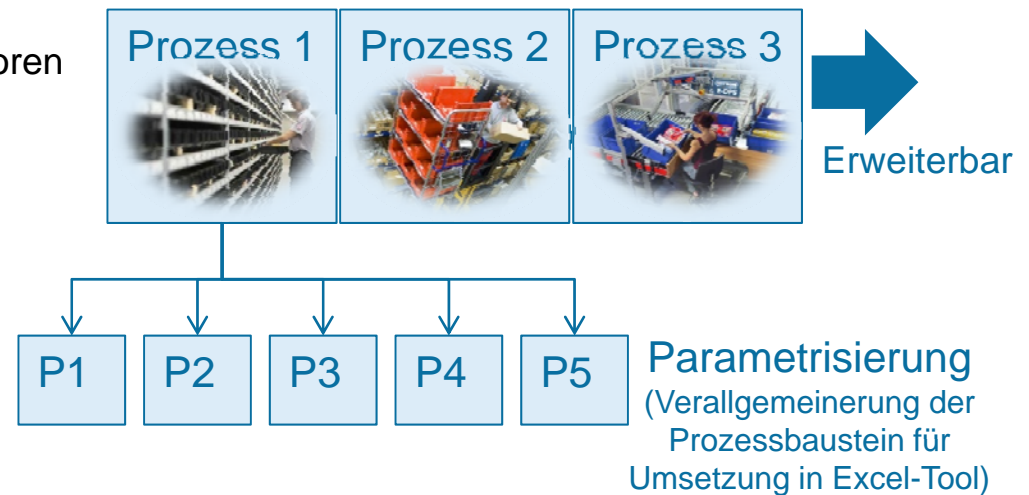 Prozess 1 Prozess 2 Prozess 3
oren
Erweiterbar
P1 P2 P3 P4 P5
Parametrisierung
(Verallgemeinerung der
Prozessbaustein für
Umsetzung in Excel-Tool)